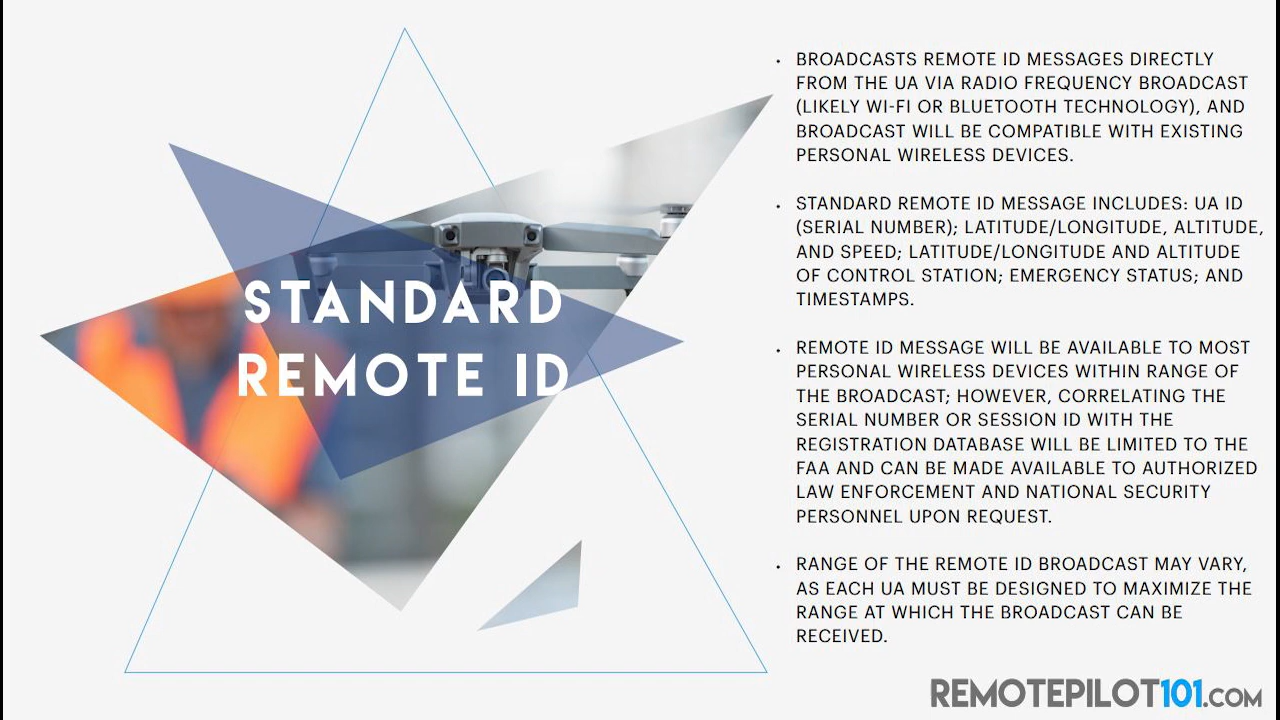 STANDARD
REMOTE ID
• BROADCASTS REMOTE ID MESSAGES DIRECTLY
FROM THE UA VIA RADIO FREQUENCY BROADCAST
(LIKELY WI-FI OR BLUETOOTH TECHNOLOGY), AND
BROADCAST WILL BE COMPATIBLE WITH EXISTING
PERSONAL WIRELESS DEVICES.
• STANDARD REMOTE ID MESSAGE INCLUDES: UA ID
(SERIAL NUMBER); LATITUDE/LONGITUDE, ALTITUDE,
AND SPEED; LATITUDE/LONGITUDE AND ALTITUDE
OF CONTROL STATION; EMERGENCY STATUS; AND
TIMESTAMPS.
• REMOTE ID MESSAGE WILL BE AVAILABLE TO MOST
PERSONAL WIRELESS DEVICES WITHIN RANGE OF
THE BROADCAST; HOWEVER, CORRELATING THE
SERIAL NUMBER OR SESSION ID WITH THE
REGISTRATION DATABASE WILL BE LIMITED TO THE
FAA AND CAN BE MADE AVAILABLE TO AUTHORIZED
LAW ENFORCEMENT AND NATIONAL SECURITY
PERSONNEL UPON REQUEST.
• RANGE OF THE REMOTE ID BROADCAST MAY VARY,
AS EACH UA MUST BE DESIGNED TO MAXIMIZE THE
RANGE AT WHICH THE BROADCAST CAN BE
RECEIVED.
REMOTEPILOT101.COM